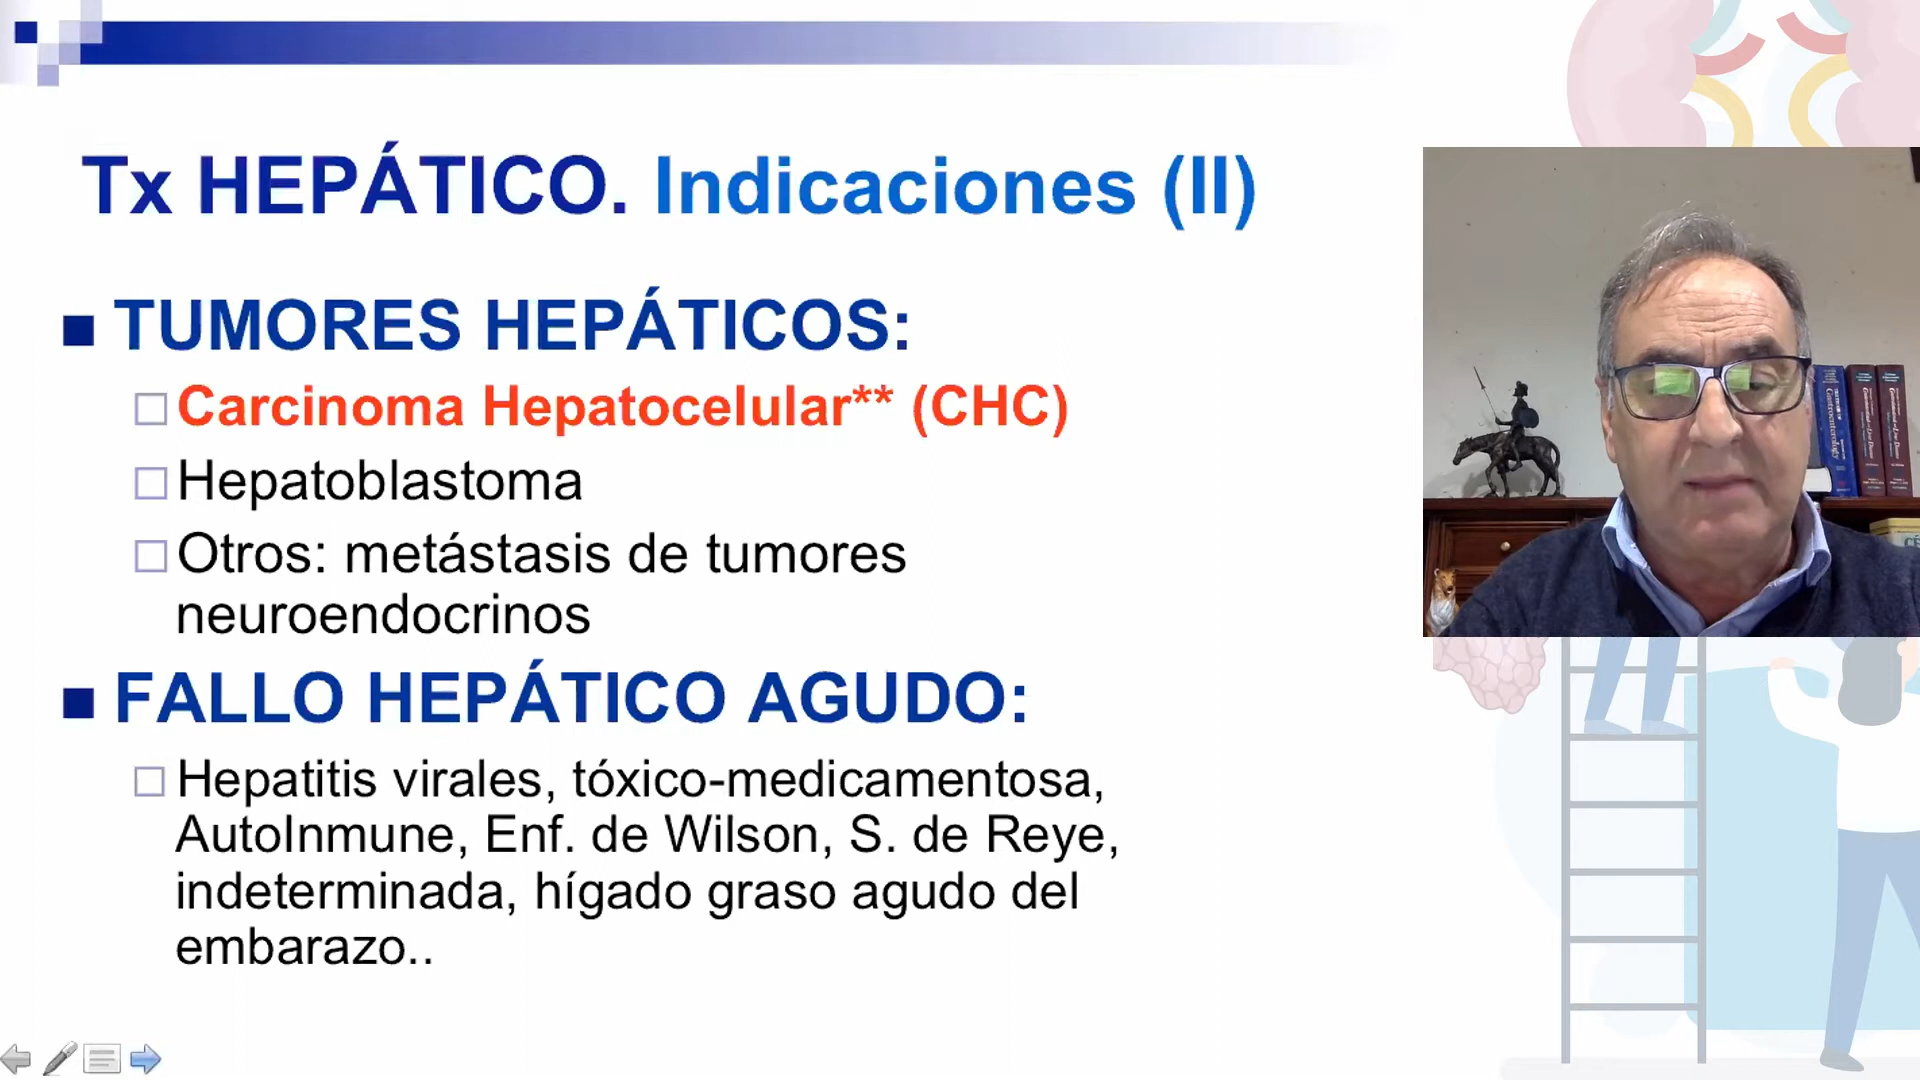 Tx HEPÁTICO. Indicaciones (II)
TUMORES HEPÁTICOS:
Carcinoma Hepatocelular** (CHC)
Hepatoblastoma
Otros: metástasis de tumores
neuroendocrinos
FALLO HEPÁTICO AGUDO:
Hepatitis virales, tóxico-medicamentosa,
AutoInmune, Enf. de Wilson, S. de Reye,
indeterminada, hígado graso agudo del
embarazo..
Gastroenterology